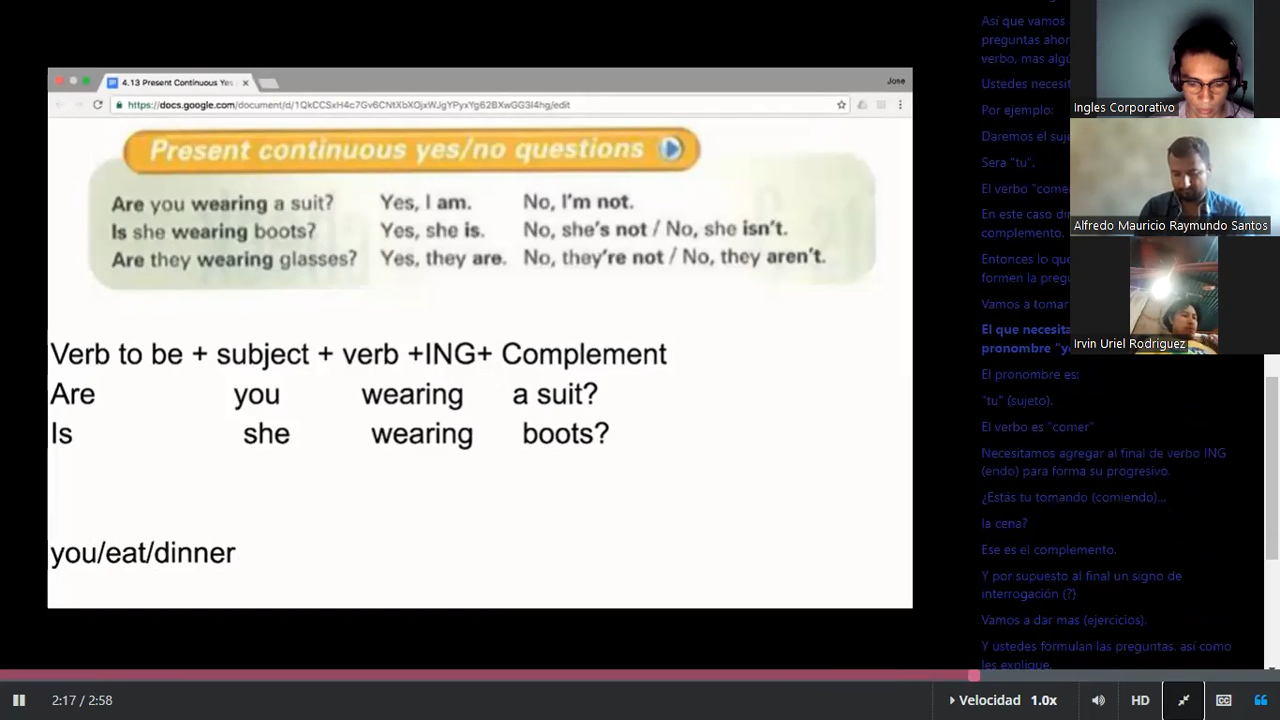 4.13 Present Continuous Yes
Jose
https://docs.google.com/document/d/1QkCCSxH4c7Gv6CNtXbXOjxWJgYPyxYg62BXwGG3I4hg/edit
Present continuous yes/no questions
Are you wearing a suit? Yes, I am. No, I'm not.
Is she wearing boots? Yes, she is. No, she's not / No, she isn't.
Are they wearing glasses? Yes, they are. No, they're not / No, they aren't.
Verb to be + subject + verb +ING+ Complement
Are you wearing a suit?
Is she wearing boots?
you/eat/dinner
Así que vamos
preguntas ahor
verbo, mas algú
Ustedes necesit
Por ejemplo:
Daremos el suje
Sera "tu".
El verbo "comer
En este caso di
complemento.
Entonces lo que
formen la pregu
Vamos a tomar
El que necesita
pronombre "y
El pronombre es:
"tu" (sujeto).
El verbo es "comer"
Necesitamos agregar al final de verbo ING
(endo) para forma su progresivo.
¿Estás tu tomando (comiendo)...
la cena?
Ese es el complemento.
Y por supuesto al final un signo de
interrogación (?}
Vamos a dar mas (ejercicios).
Y ustedes formulan las preguntas. así como
les explique.
Ingles Corporativo
Alfredo Mauricio Raymundo Santos
Irvin Uriel Rodriguez
2:17 / 2:58
Velocidad 1.0x
HD
CC